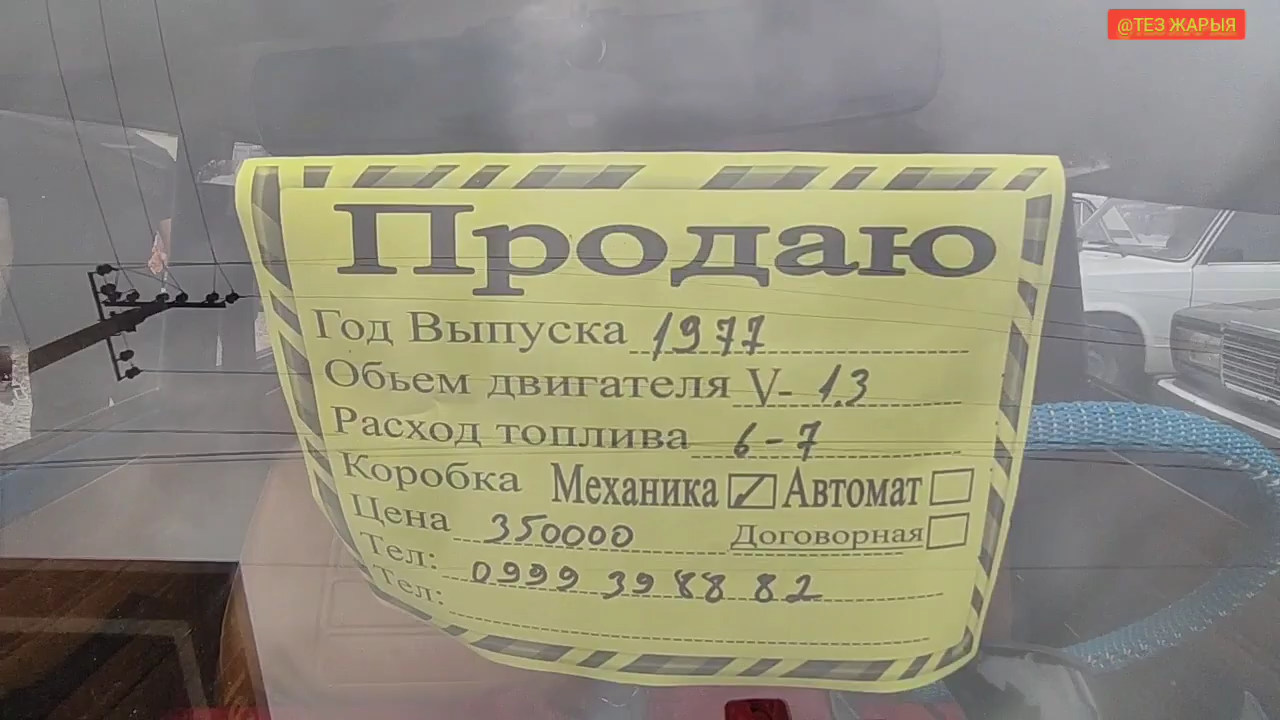 @ТЕЗ ЖАРЫЯ
Продаю
Год Выпуска 1977
Обьем двигателя V- 1.3
Расход топлива 6-7
Коробка Механика Автомат
Цена 350000 Договорная
Тел: 0999 39 88 82
Тел: